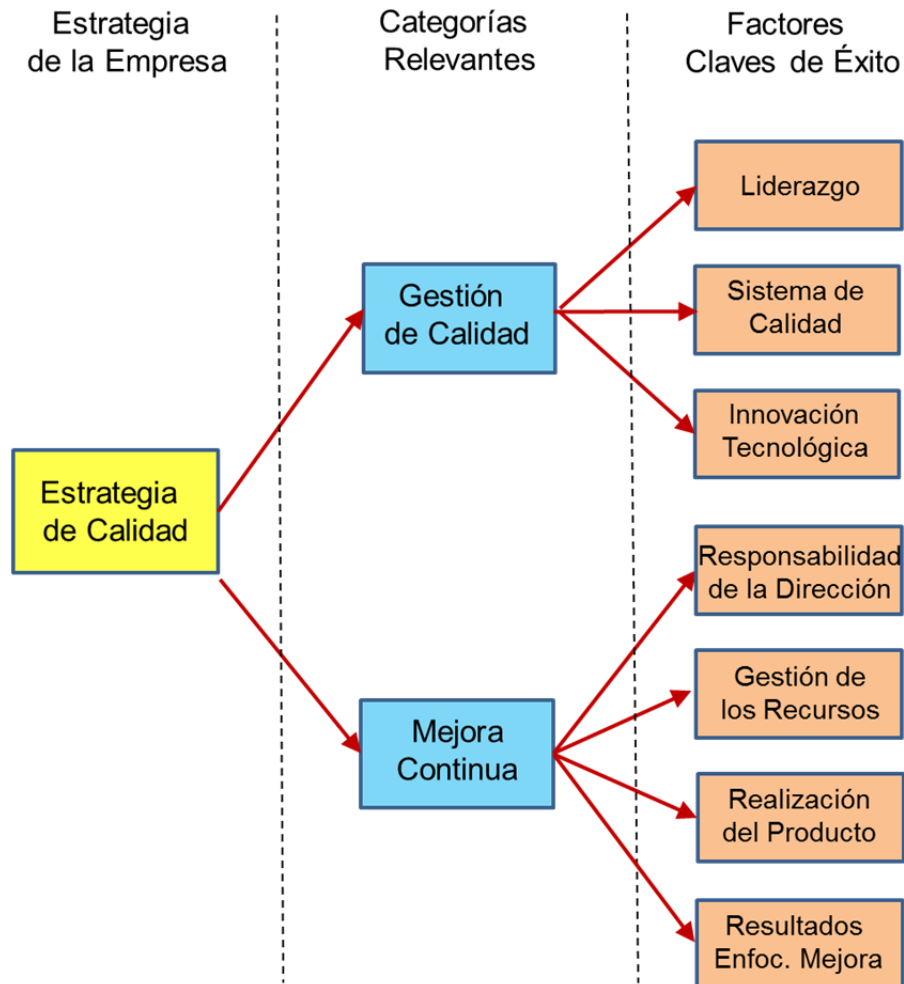 Estrategia
de la Empresa
Categorías
Relevantes
Factores
Claves de Éxito
Estrategia
de Calidad
Gestión
de Calidad
Mejora
Continua
Liderazgo
Sistema de
Calidad
Innovación
Tecnológica
Responsabilidad
de la Dirección
Gestión de
los Recursos
Realización
del Producto
Resultados
Enfoc. Mejora